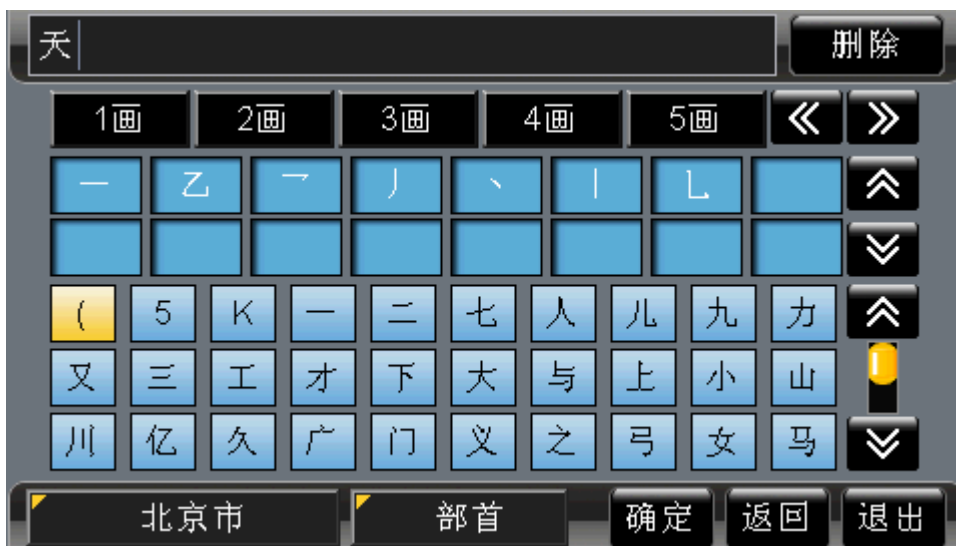 天 删除
1画 2画 3画 4画 5画
一 乙 乛 丿 丶 丨 乚
( 5 K 一 二 七 人 儿 九 力
又 三 工 才 下 大 与 上 小 山
川 亿 久 广 门 义 之 弓 女 马
北京市 部首 确定 返回 退出